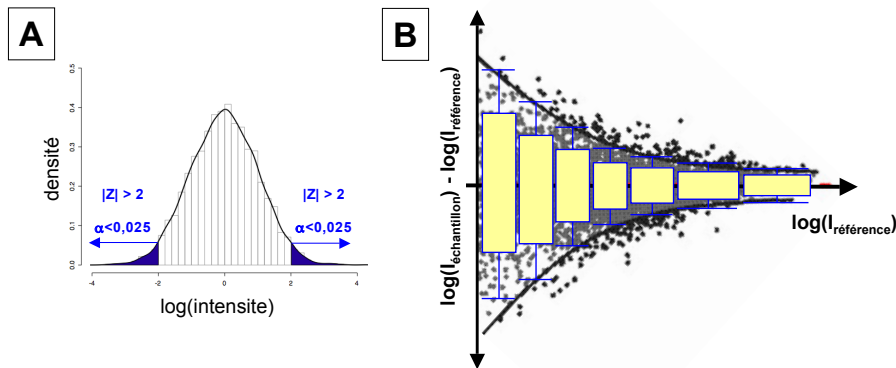 A
B
densité
0.5
0.4
0.3
0.2
0.1
0.0
|Z| > 2
α<0,025
|Z| > 2
α<0,025
-4
-2
0
2
4
log(intensite)
log(Iéchantillon) - log(Iréférence)
log(Iréférence)